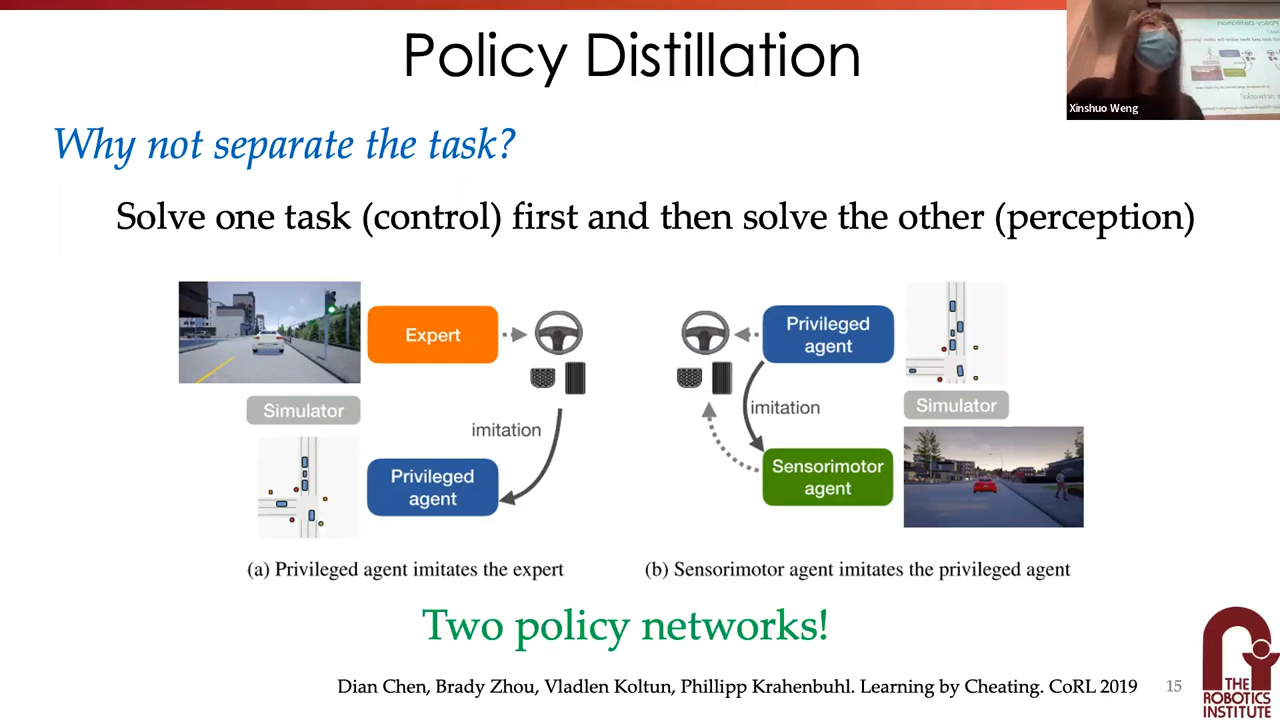 Policy Distillation
Xinshuo Weng
Why not separate the task?
Solve one task (control) first and then solve the other (perception)
Expert
Simulator
imitation
Privileged
agent
(a) Privileged agent imitates the expert
Privileged
agent
Simulator
imitation
Sensorimotor
agent
(b) Sensorimotor agent imitates the privileged agent
Two policy networks!
Dian Chen, Brady Zhou, Vladlen Koltun, Phillipp Krahenbuhl. Learning by Cheating. CoRL 2019
15
THE
ROBOTICS
INSTITUTE